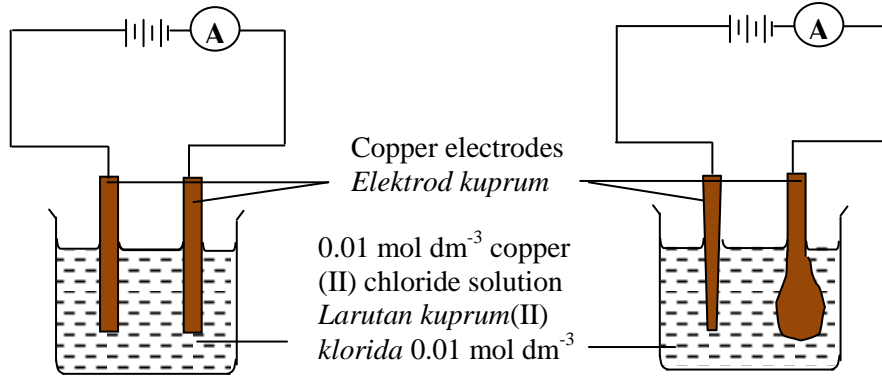 A
A
Copper electrodes
Elektrod kuprum
0.01 mol dm⁻³ copper
(II) chloride solution
Larutan kuprum(II)
klorida 0.01 mol dm⁻³